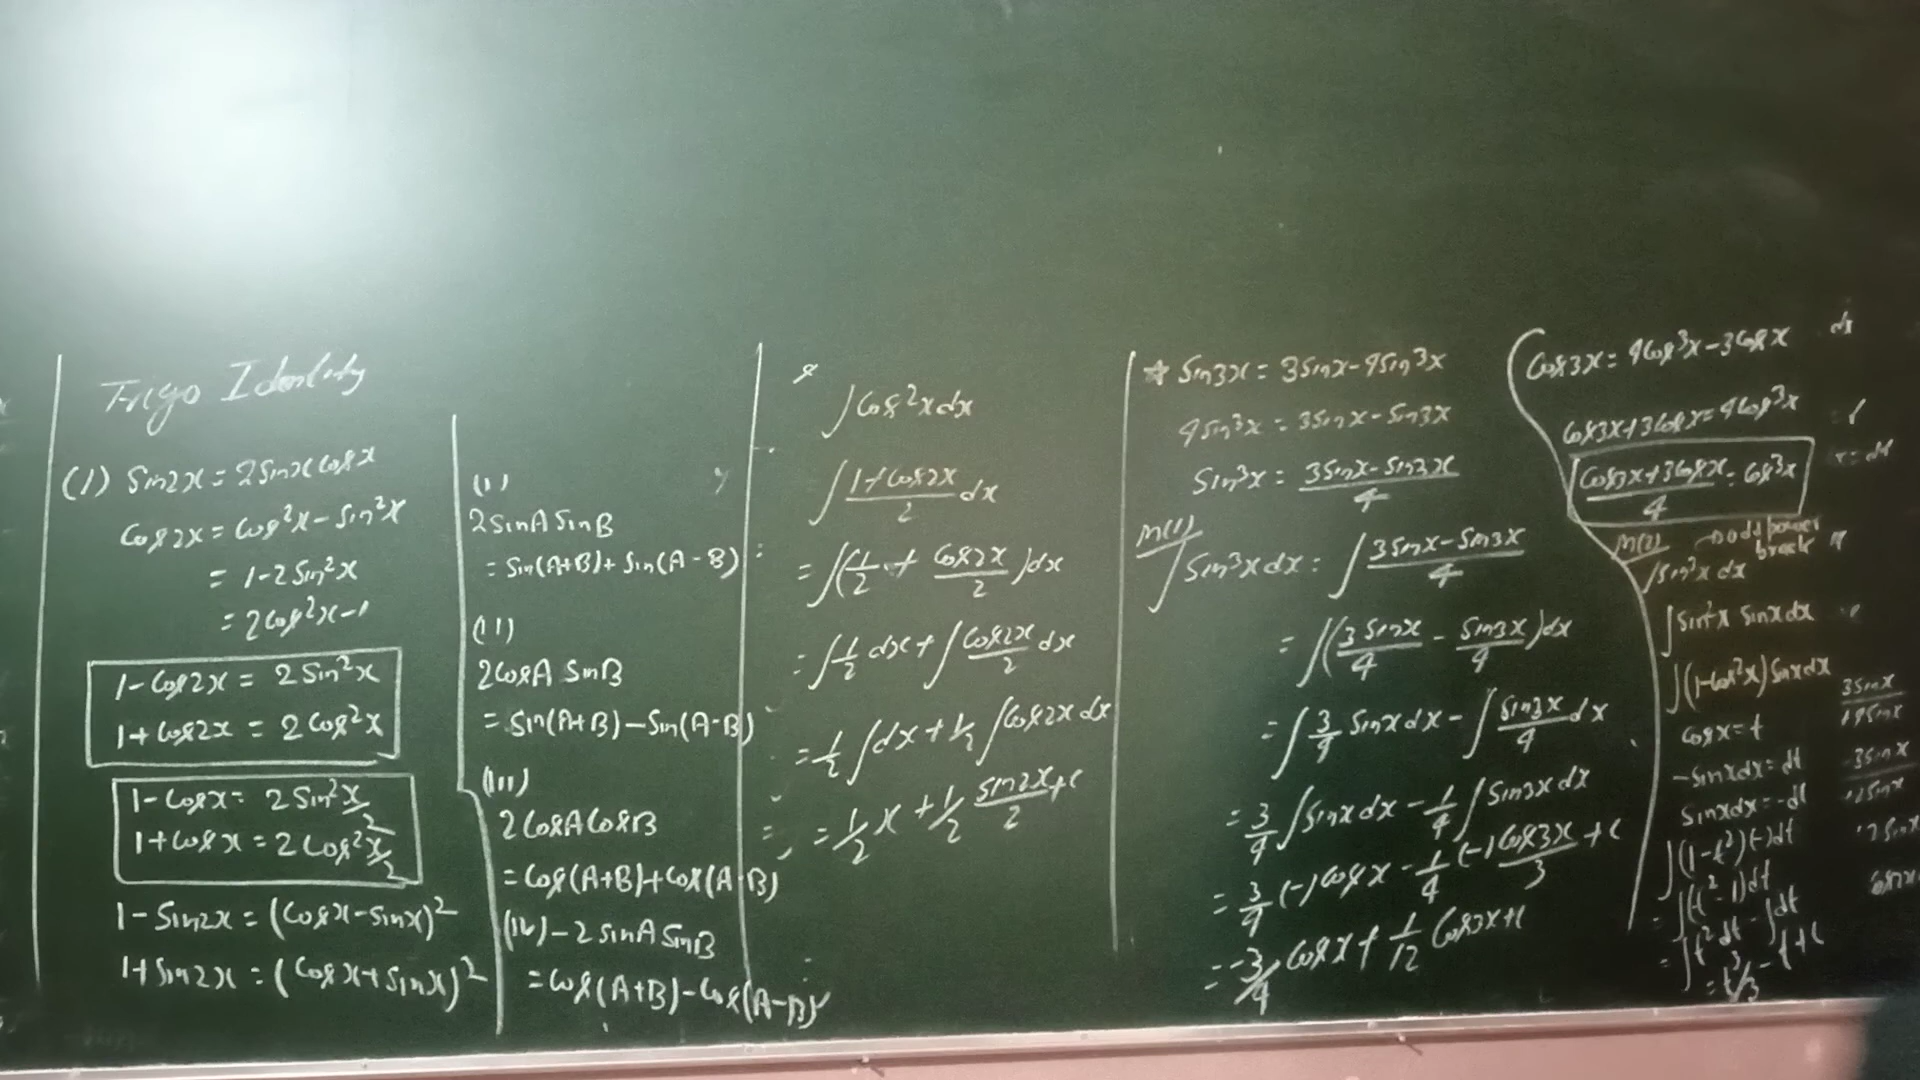 Trigo Identity
(1) Sin2x = 2sinx cosx
Cos2x = Cos²x - Sin²x
= 1-2Sin²x
= 2Cos²x-1
1-Cos2x = 2Sin²x
1+Cos2x = 2Cos²x
1-Cosx = 2Sin²x/2
1+Cosx = 2Cos²x/2
1-Sin2x = (Cosx-sinx)²
1+Sin2x = (Cosx+sinx)²
(i)
2SinA SinB
= Sin(A+B)+Sin(A-B)
(ii)
2CosA SinB
= Sin(A+B)-Sin(A-B)
(iii)
2CosA CosB
= Cos(A+B)+Cos(A-B)
(iv) -2 SinA SinB
= Cos(A+B)-Cos(A-B)
∫Cos²x dx
∫(1+Cos2x)/2 dx
= ∫(1/2 + Cos2x/2)dx
= ∫1/2 dx + ∫Cos2x/2 dx
= 1/2 ∫dx + 1/2 ∫Cos2x dx
= 1/2 x + 1/2 sin2x/2 + c
☆ Sin3x = 3sinx-4sin³x
4sin³x = 3sinx-Sin3x
Sin³x = (3sinx-sin3x)/4
M(1)
∫Sin³x dx = ∫(3sinx-Sin3x)/4
= ∫(3sinx/4 - Sin3x/4)dx
= ∫3/4 Sinx dx - ∫Sin3x/4 dx
= 3/4 ∫Sinx dx - 1/4 ∫Sin3x dx
= 3/4 (-)Cosx - 1/4 (-)Cos3x/3 + c
= -3/4 Cosx + 1/12 Cos3x+c
Cos3x = 4Cos³x-3Cosx
Cos3x+3Cosx = 4Cos³x
(Cos3x+3Cosx)/4 = Cos³x
M(2) → odd power break
∫sin³x dx
∫Sin²x Sinx dx
∫(1-Cos²x) Sinx dx
Cosx = t
-Sinx dx = dt
Sinx dx = -dt
∫(1-t²)(-)dt
= ∫(t²-1)dt
= ∫t² dt - ∫dt
= t³/3 - t+c
3Sinx
-3Sinx